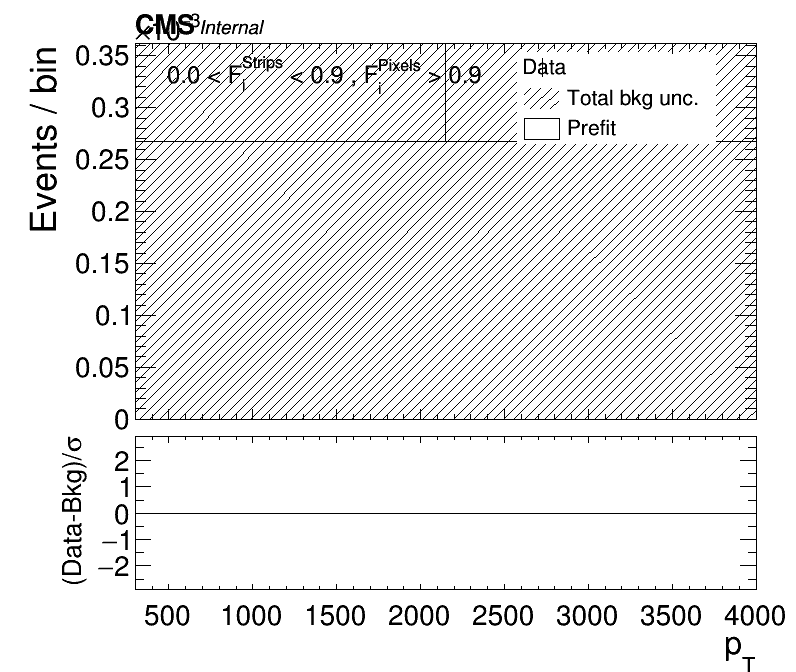 CMS Internal
×10^3
0.0 < F_i^Strips < 0.9 , F_i^Pixels > 0.9
Data
Total bkg unc.
Prefit
Events / bin
0.35
0.3
0.25
0.2
0.15
0.1
0.05
0
(Data-Bkg)/σ
2
1
0
−1
−2
500 1000 1500 2000 2500 3000 3500 4000
p_T